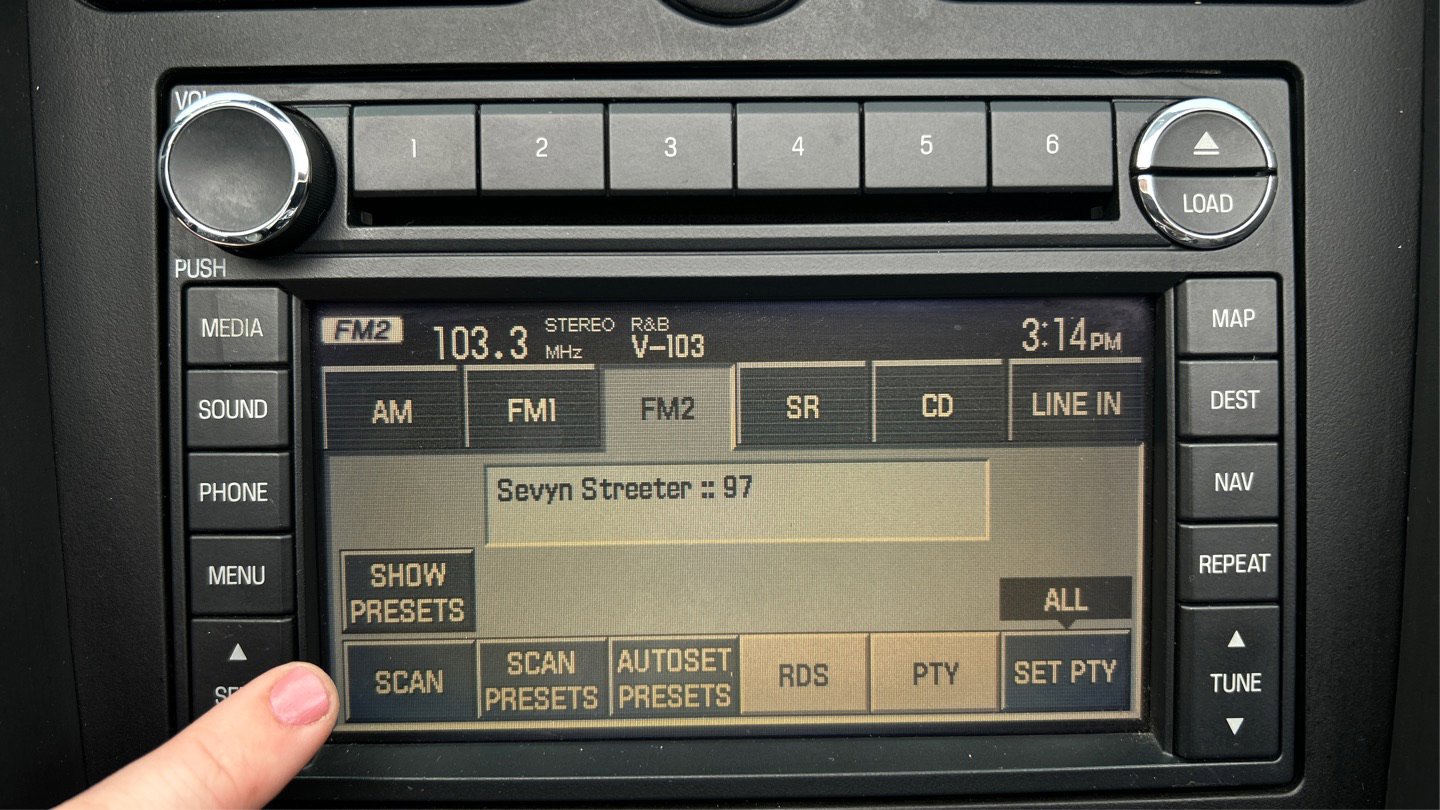 VOL
1 2 3 4 5 6
LOAD
PUSH
MEDIA
SOUND
PHONE
MENU
FM2 103.3 MHz STEREO R&B V-103 3:14PM
AM FM1 FM2 SR CD LINE IN
Sevyn Streeter :: 97
SHOW
PRESETS
ALL
SCAN
SCAN
PRESETS
AUTOSET
PRESETS
RDS
PTY
SET PTY
MAP
DEST
NAV
REPEAT
TUNE